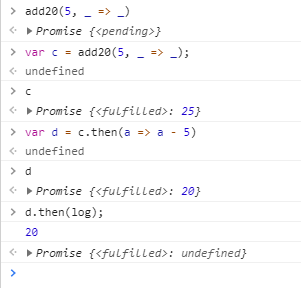 add20(5, _ => _)
Promise {<pending>}
var c = add20(5, _ => _);
undefined
c
Promise {<fulfilled>: 25}
var d = c.then(a => a - 5)
undefined
d
Promise {<fulfilled>: 20}
d.then(log);
20
Promise {<fulfilled>: undefined}